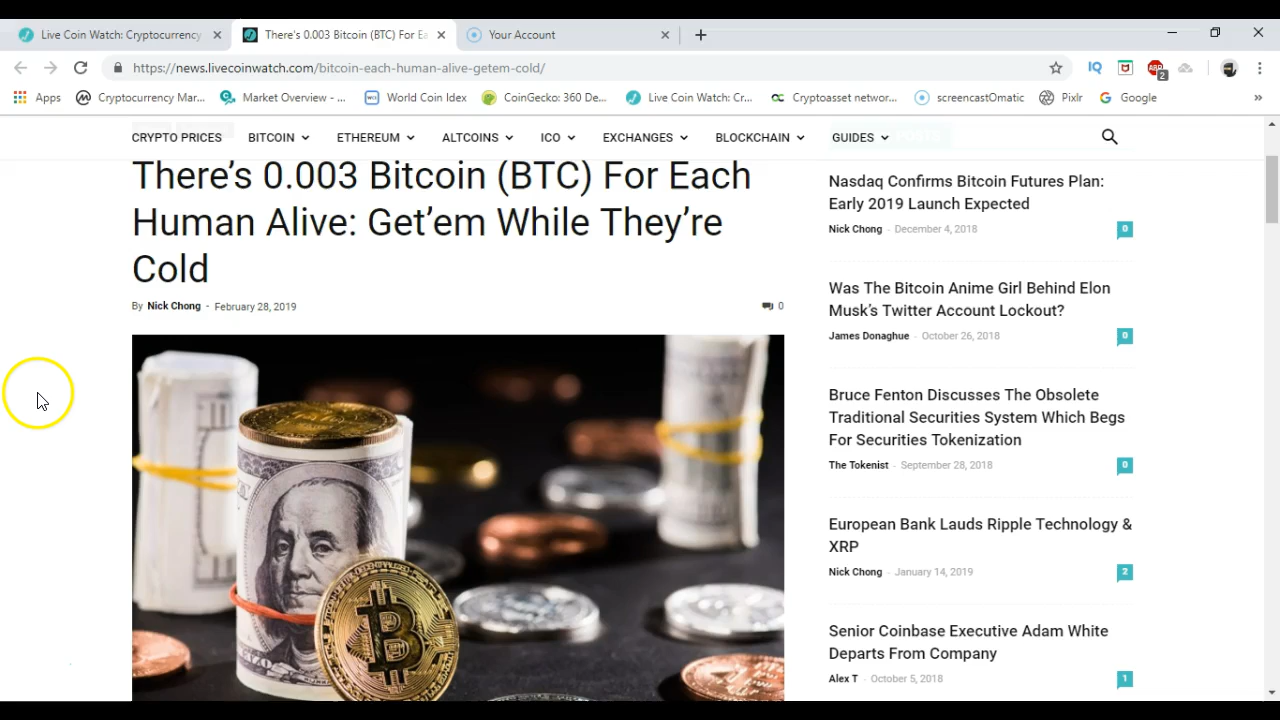 Live Coin Watch: Cryptocurrency
There's 0.003 Bitcoin (BTC) For Ea
Your Account
https://news.livecoinwatch.com/bitcoin-each-human-alive-getem-cold/
IQ
ABP
2
Apps
Cryptocurrency Mar...
Market Overview - ...
World Coin Idex
CoinGecko: 360 De...
Live Coin Watch: Cr...
Cryptoasset networ...
screencastOmatic
Pixlr
Google
»
CRYPTO PRICES
BITCOIN
ETHEREUM
ALTCOINS
ICO
EXCHANGES
BLOCKCHAIN
GUIDES
There's 0.003 Bitcoin (BTC) For Each
Human Alive: Get'em While They're
Cold
By Nick Chong - February 28, 2019
0
Nasdaq Confirms Bitcoin Futures Plan:
Early 2019 Launch Expected
Nick Chong - December 4, 2018
0
Was The Bitcoin Anime Girl Behind Elon
Musk's Twitter Account Lockout?
James Donaghue - October 26, 2018
0
Bruce Fenton Discusses The Obsolete
Traditional Securities System Which Begs
For Securities Tokenization
The Tokenist - September 28, 2018
0
European Bank Lauds Ripple Technology &
XRP
Nick Chong - January 14, 2019
2
Senior Coinbase Executive Adam White
Departs From Company
Alex T - October 5, 2018
1